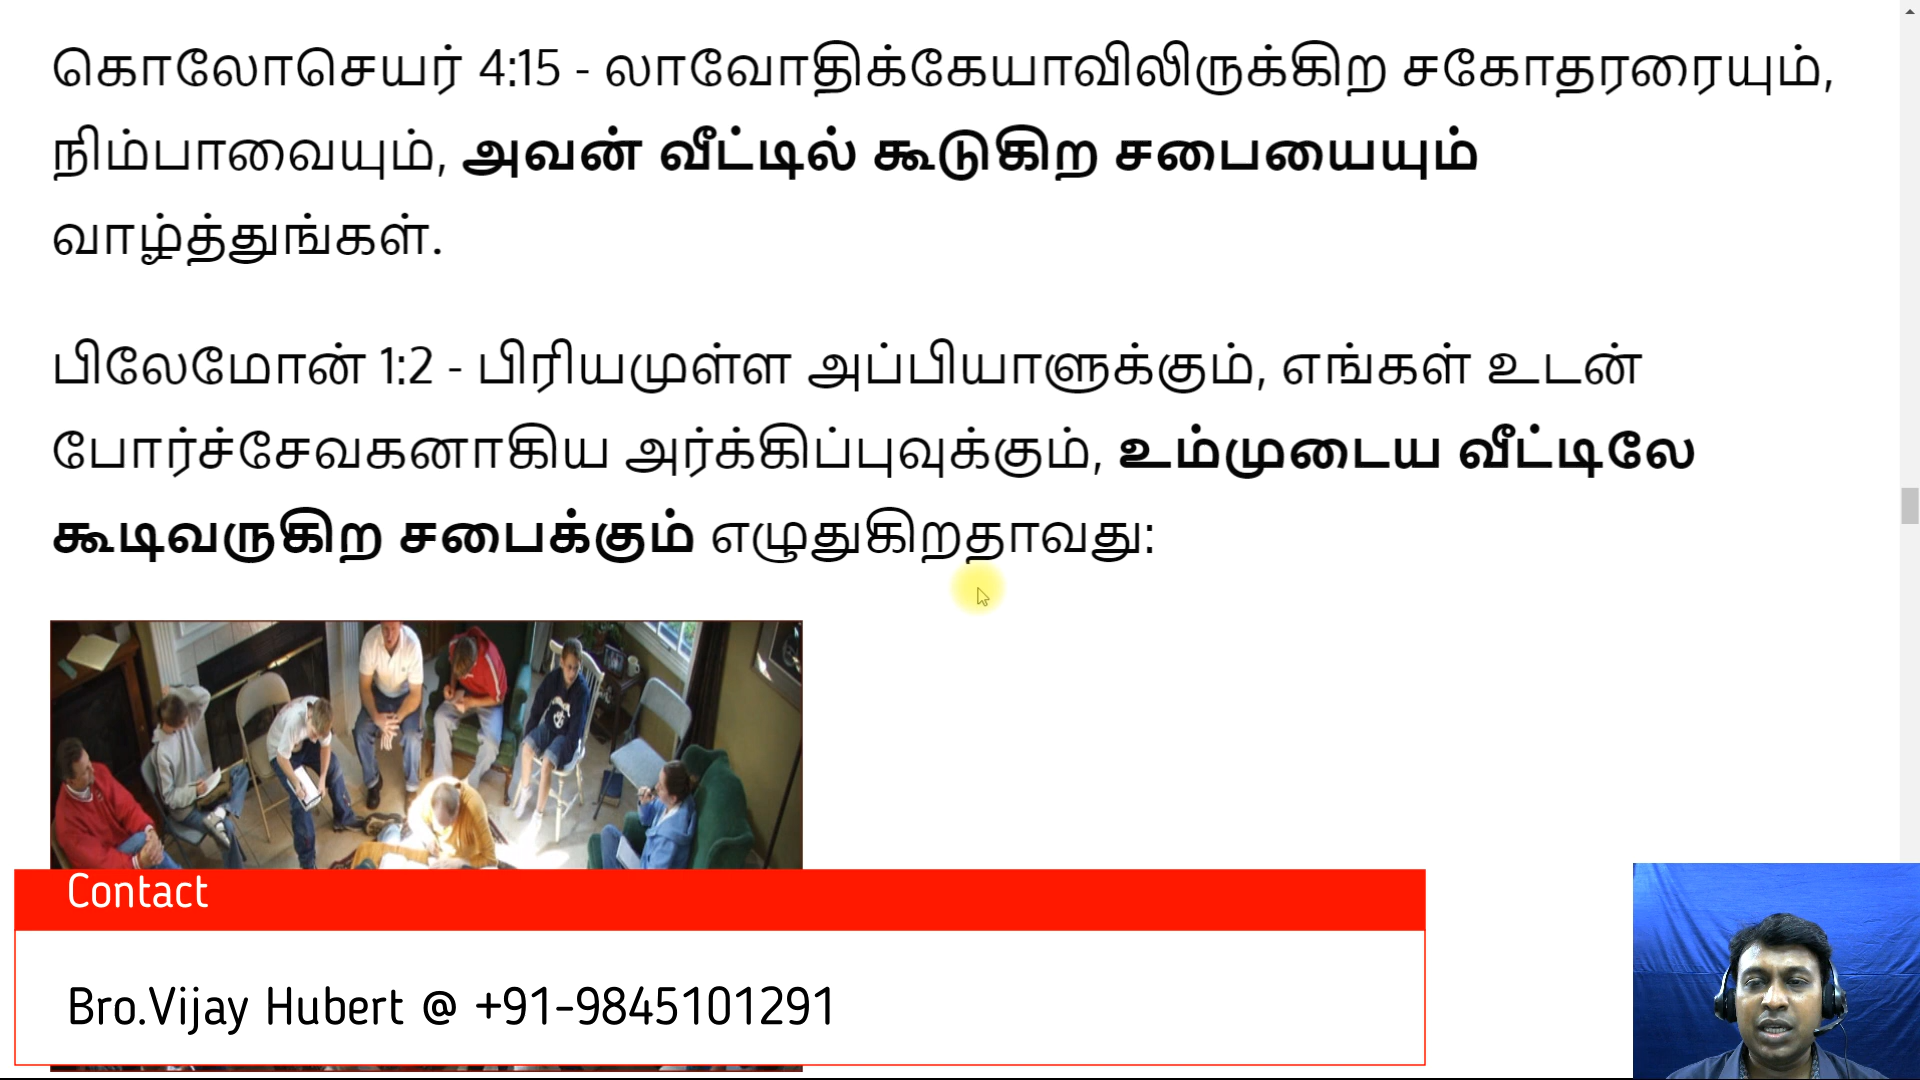 கொலோசெயர் 4:15 - லாவோதிக்கேயாவிலிருக்கிற சகோதரரையும்,
நிம்பாவையும், அவன் வீட்டில் கூடுகிற சபையையும்
வாழ்த்துங்கள்.
பிலேமோன் 1:2 - பிரியமுள்ள அப்பியாளுக்கும், எங்கள் உடன்
போர்ச்சேவகனாகிய அர்க்கிப்புவுக்கும், உம்முடைய வீட்டிலே
கூடிவருகிற சபைக்கும் எழுதுகிறதாவது:
Contact
Bro.Vijay Hubert @ +91-9845101291